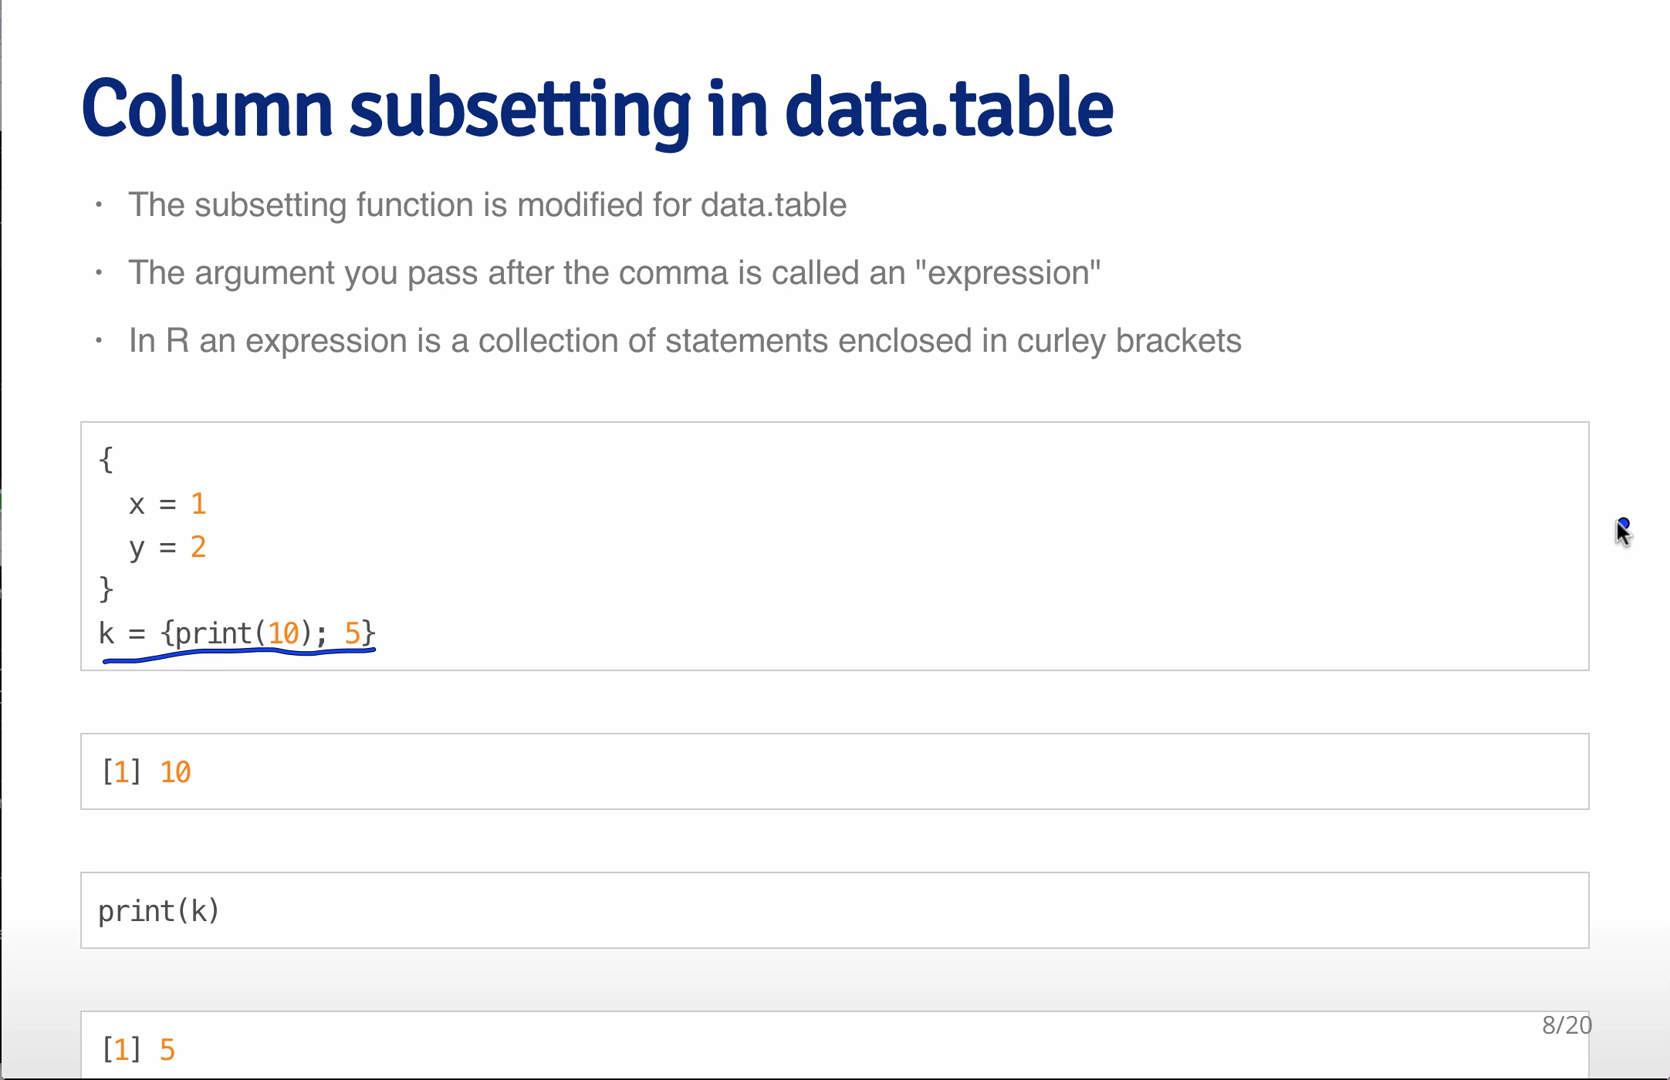 Column subsetting in data.table
· The subsetting function is modified for data.table
· The argument you pass after the comma is called an "expression"
· In R an expression is a collection of statements enclosed in curley brackets
{
  x = 1
  y = 2
}
k = {print(10); 5}
[1] 10
print(k)
[1] 5
8/20